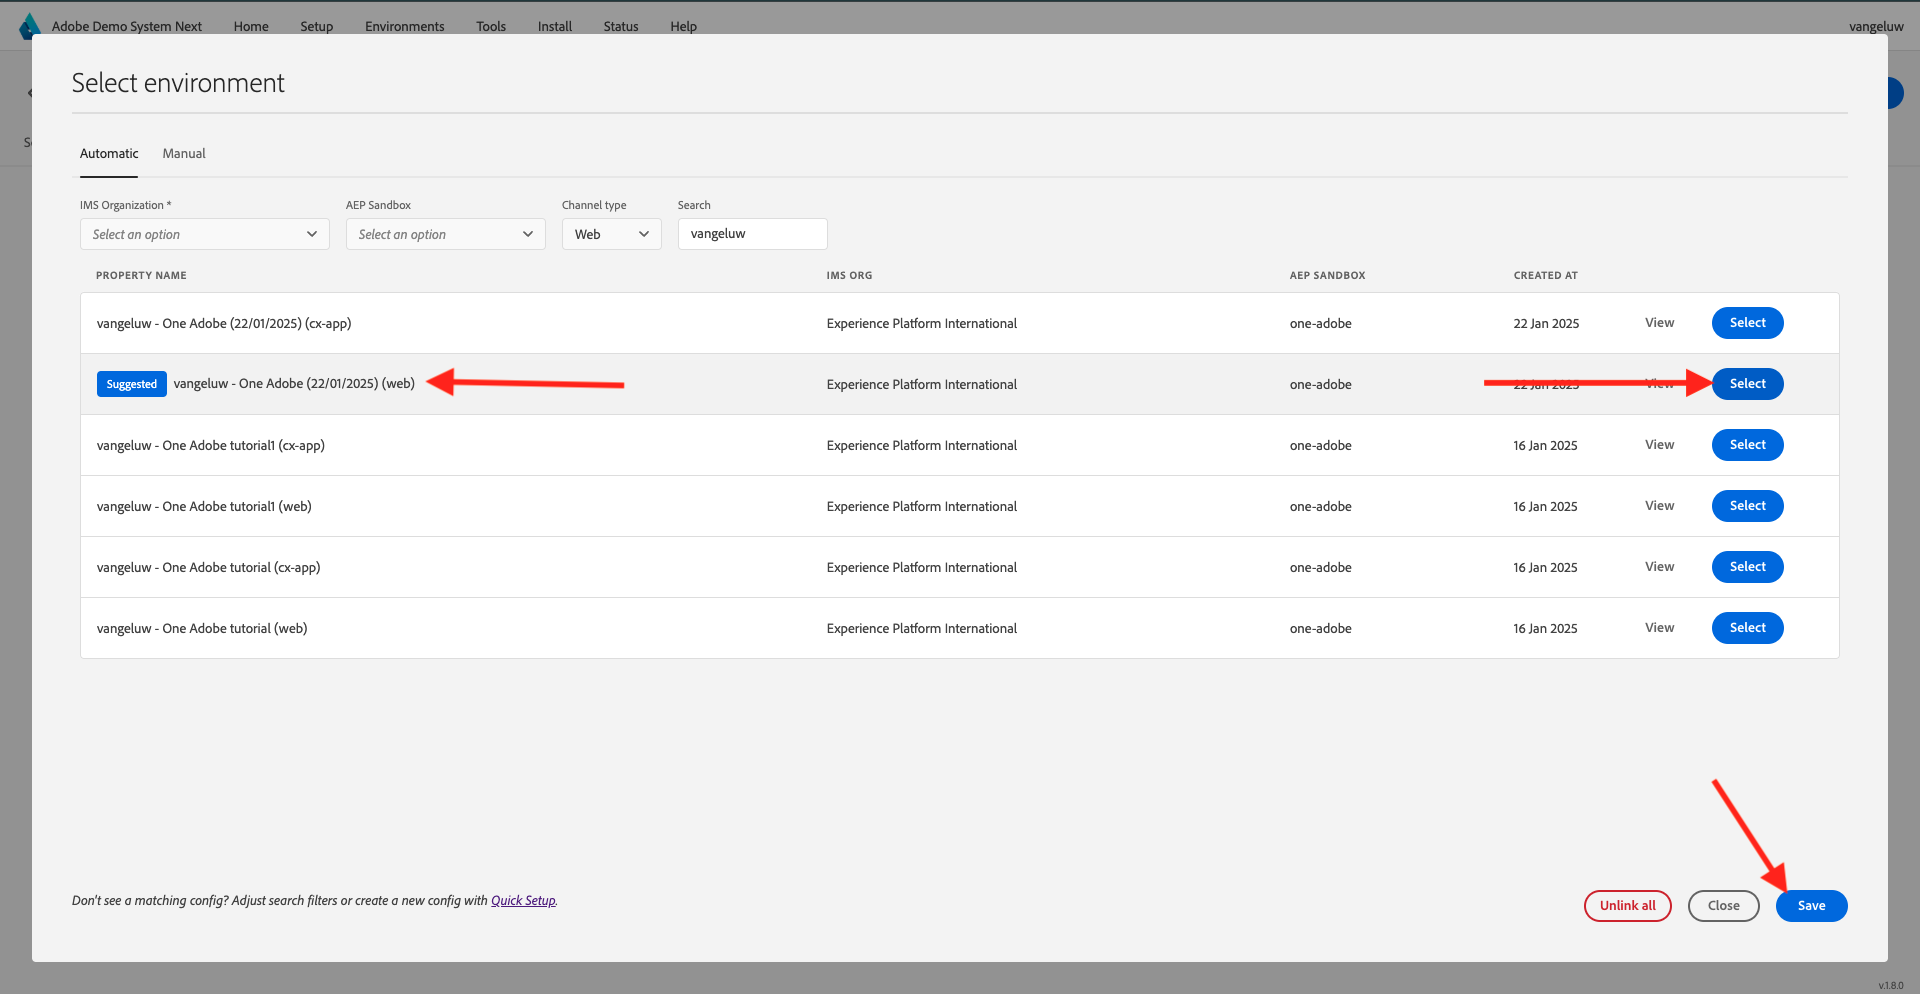 Adobe Demo System Next Home Setup Environments Tools Install Status Help vangeluw
Select environment
Automatic Manual
IMS Organization * AEP Sandbox Channel type Search
Select an option Select an option Web vangeluw
PROPERTY NAME IMS ORG AEP SANDBOX CREATED AT
vangeluw - One Adobe (22/01/2025) (cx-app) Experience Platform International one-adobe 22 Jan 2025 View Select
Suggested vangeluw - One Adobe (22/01/2025) (web) Experience Platform International one-adobe 22 Jan 2025 View Select
vangeluw - One Adobe tutorial1 (cx-app) Experience Platform International one-adobe 16 Jan 2025 View Select
vangeluw - One Adobe tutorial1 (web) Experience Platform International one-adobe 16 Jan 2025 View Select
vangeluw - One Adobe tutorial (cx-app) Experience Platform International one-adobe 16 Jan 2025 View Select
vangeluw - One Adobe tutorial (web) Experience Platform International one-adobe 16 Jan 2025 View Select
Don't see a matching config? Adjust search filters or create a new config with Quick Setup.
Unlink all Close Save
v.1.8.0